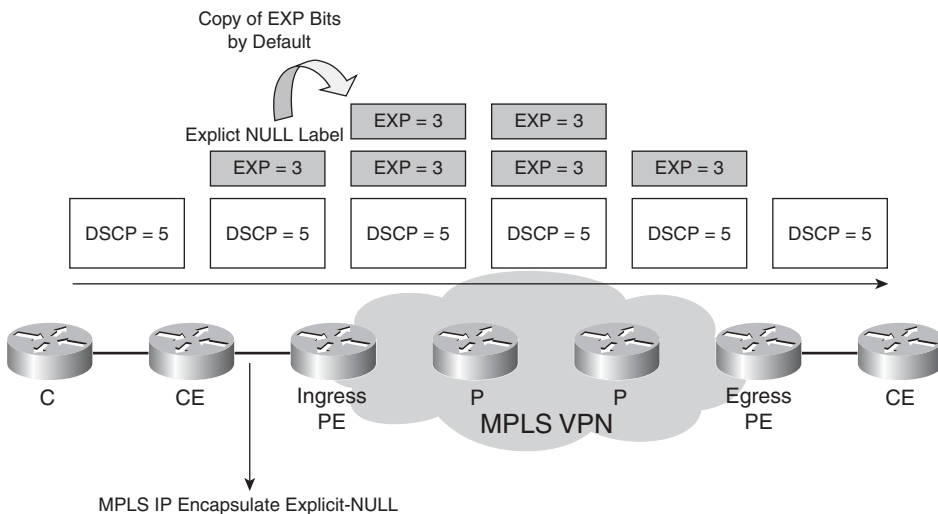 Copy of EXP Bits
by Default
EXP = 3
EXP = 3
Explict NULL Label
EXP = 3
EXP = 3
EXP = 3
EXP = 3
DSCP = 5
DSCP = 5
DSCP = 5
DSCP = 5
DSCP = 5
DSCP = 5
C
CE
Ingress
PE
P
P
Egress
PE
CE
MPLS VPN
MPLS IP Encapsulate Explicit-NULL